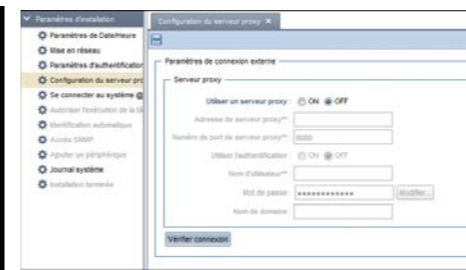 Paramètres d'installation
Paramètres de Date/Heure
Mise en réseau
Paramètres d'authentification
Configuration du serveur pro
Se connecter au système @
Autoriser l'exécution de la
Identification automatique
Accès SNMP
Ajouter un périphérique
Journal système
Installation terminée
Configuration du serveur proxy
Paramètres de connexion externe
Serveur proxy
Utiliser un serveur proxy: ON OFF
Adresse de serveur proxy**:
Numéro de port de serveur proxy**: 8080
Utiliser l'authentification ON OFF
Nom d'utilisateur**:
Mot de passe ************ Modifier...
Nom de domaine:
Vérifier connexion